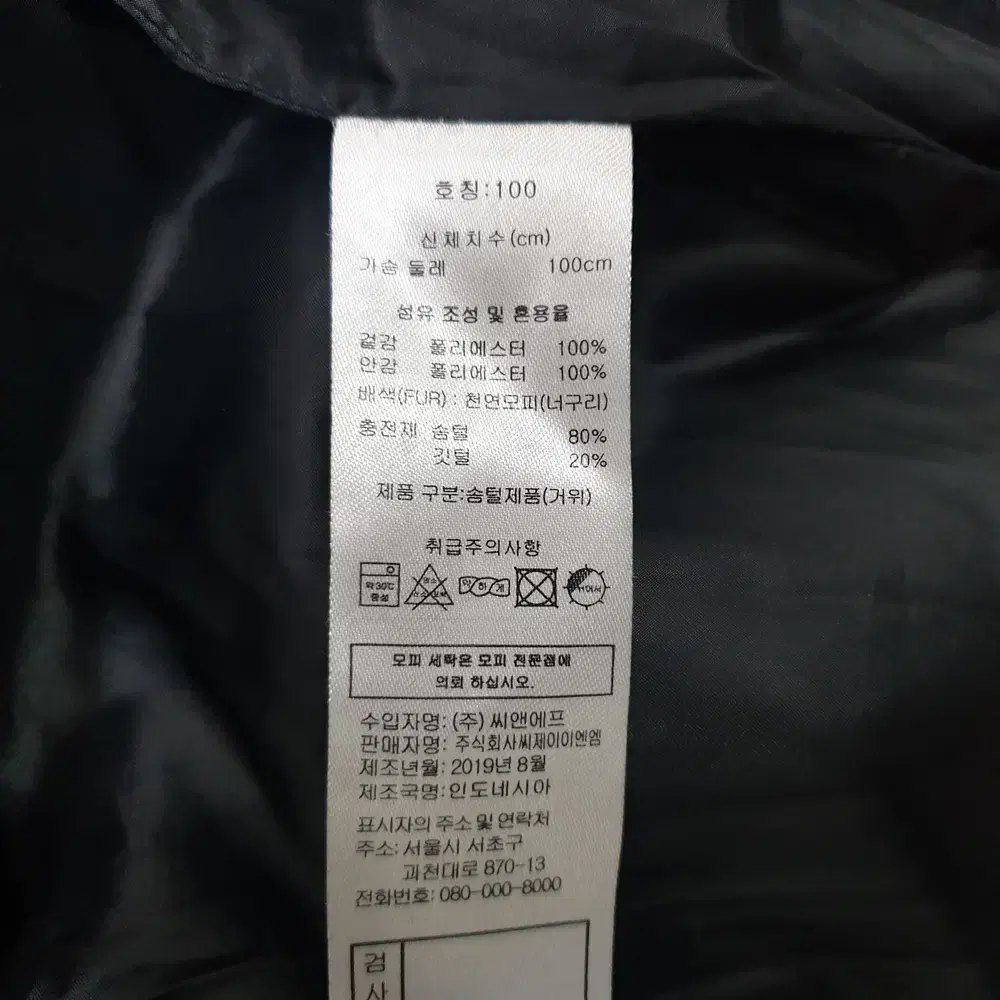 호칭:100
신체치수(cm)
가슴 둘레 100cm
섬유 조성 및 혼용율
겉감 폴리에스터 100%
안감 폴리에스터 100%
배색(FUR) : 천연모피(너구리)
충전재 솜털 80%
깃털 20%
제품 구분:솜털제품(거위)
취급주의사항
약30℃
중성
약하게
모피 세탁은 모피 전문점에
의뢰 하십시오.
수입자명: (주) 씨앤에프
판매자명: 주식회사씨제이이엔엠
제조년월: 2019년 8월
제조국명: 인도네시아
표시자의 주소 및 연락처
주소: 서울시 서초구
과천대로 870-13
전화번호: 080-000-8000
검
사